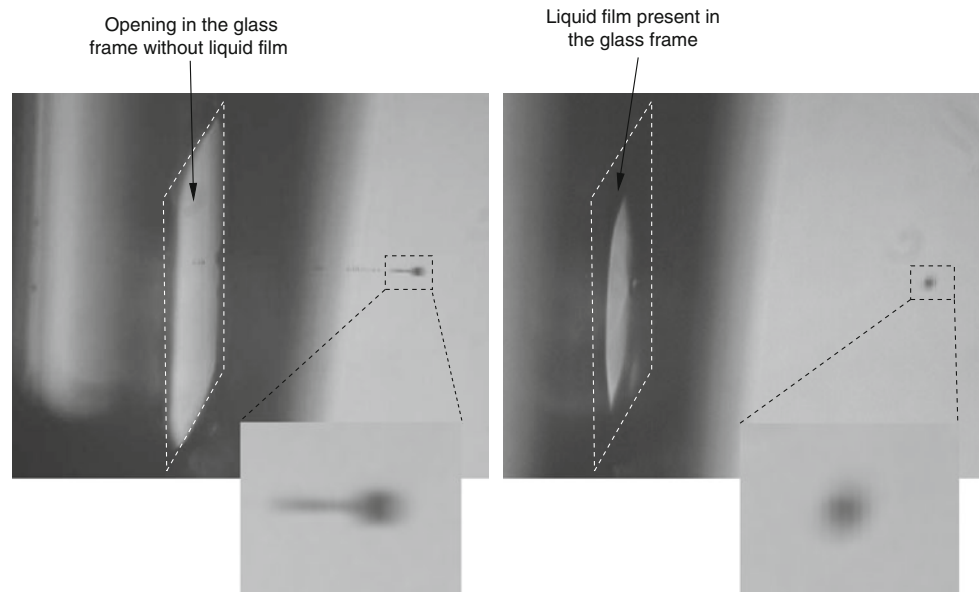 Opening in the glass
frame without liquid film
Liquid film present in
the glass frame